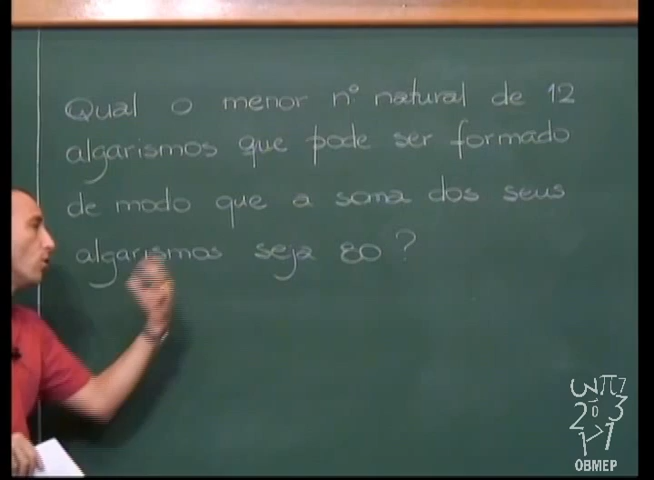 Qual o menor nº natural de 12
algarismos que pode ser formado
de modo que a soma dos seus
algarismos seja 80?
OBMEP